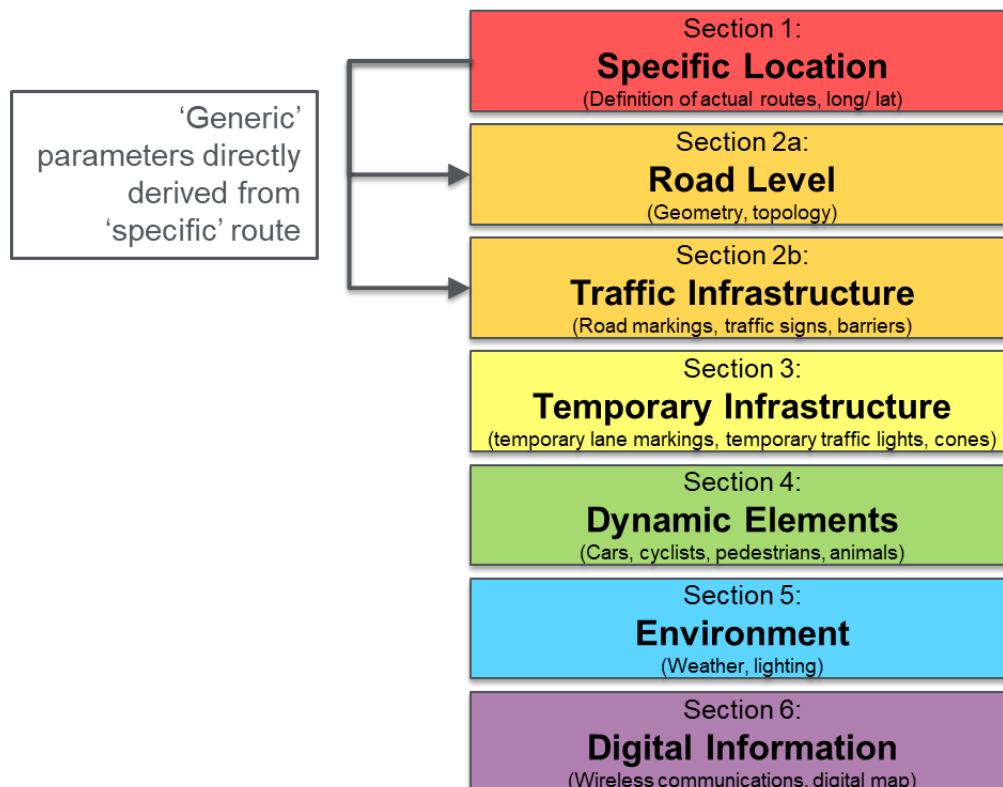 Section 1:
Specific Location
(Definition of actual routes, long/ lat)
‘Generic’
parameters directly
derived from
‘specific’ route
Section 2a:
Road Level
(Geometry, topology)
Section 2b:
Traffic Infrastructure
(Road markings, traffic signs, barriers)
Section 3:
Temporary Infrastructure
(temporary lane markings, temporary traffic lights, cones)
Section 4:
Dynamic Elements
(Cars, cyclists, pedestrians, animals)
Section 5:
Environment
(Weather, lighting)
Section 6:
Digital Information
(Wireless communications, digital map)